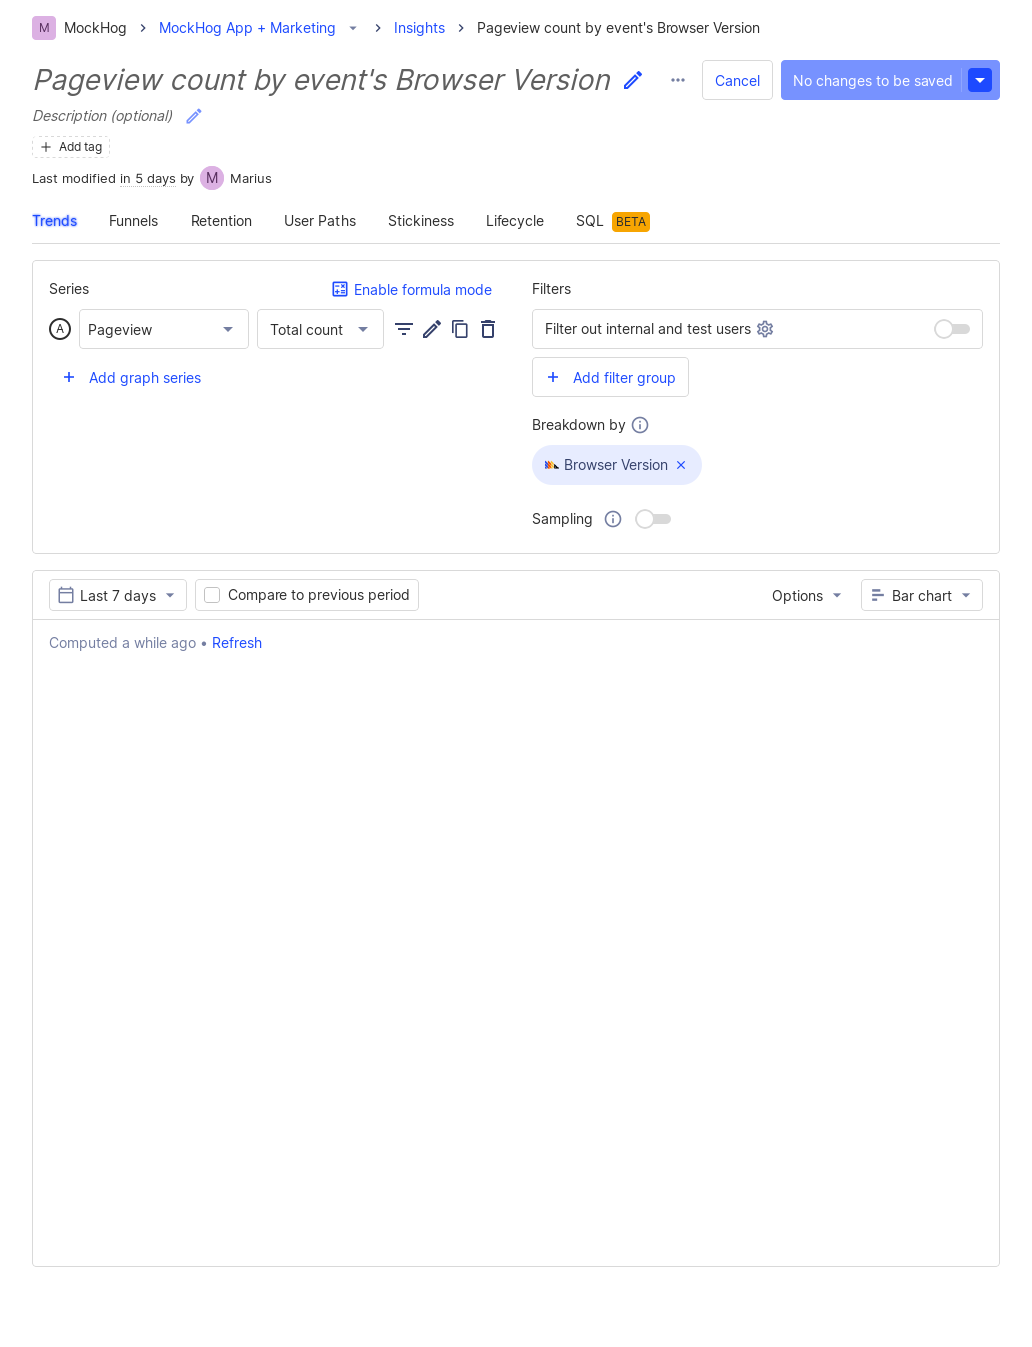 M MockHog MockHog App + Marketing Insights Pageview count by event's Browser Version
Pageview count by event's Browser Version Cancel No changes to be saved
Description (optional)
Add tag
Last modified in 5 days by M Marius
Trends Funnels Retention User Paths Stickiness Lifecycle SQL BETA
Series Enable formula mode
A Pageview Total count
Add graph series
Filters
Filter out internal and test users
Add filter group
Breakdown by
Browser Version
Sampling
Last 7 days Compare to previous period Options Bar chart
Computed a while ago • Refresh